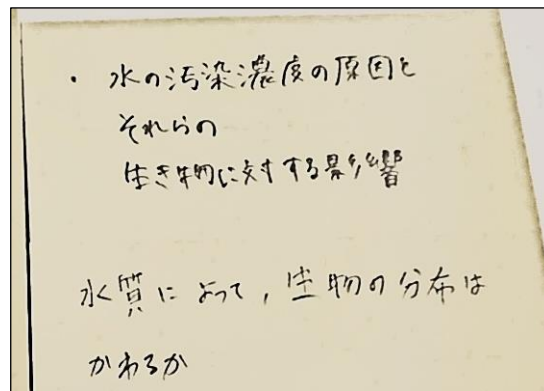 ・水の汚染濃度の原因と
それらの
生き物に対する影響
水質によって，生物の分布は
かわるか